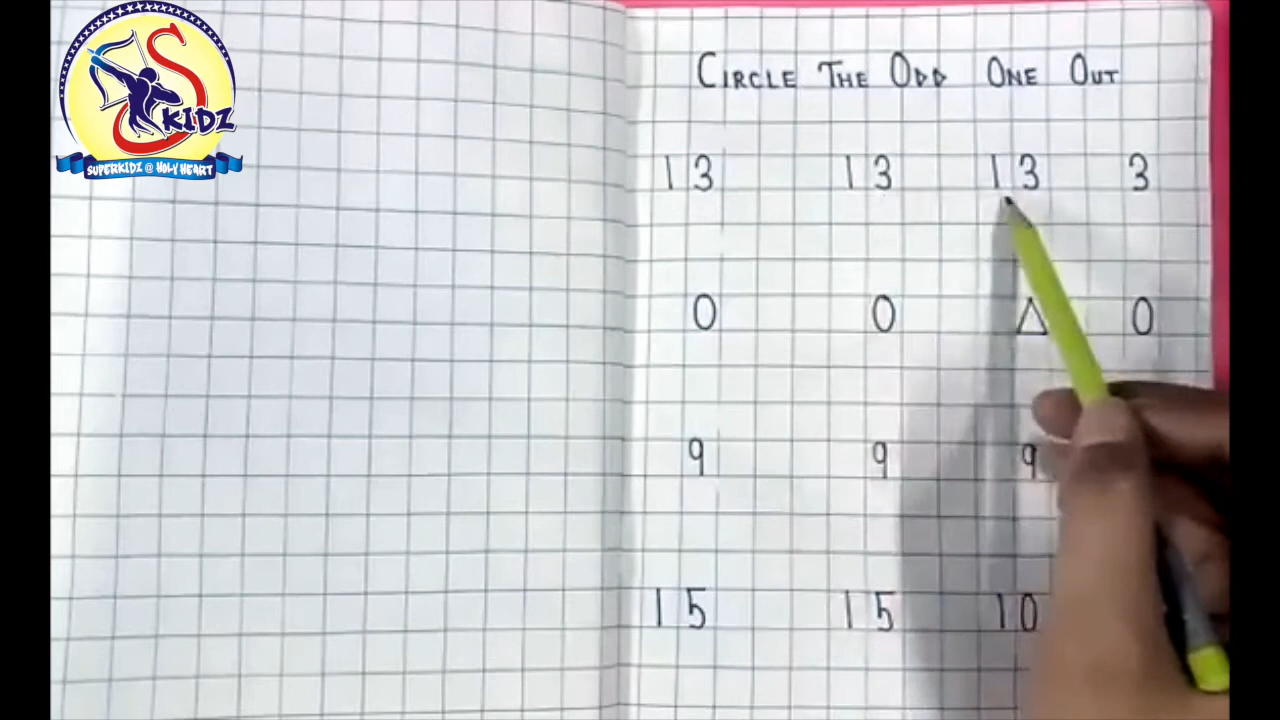 S
KIDZ
SUPERKIDZ @ HOLY HEART
CIRCLE THE ODD ONE OUT
13 13 13 3
0 0 Δ 0
9 9 9
15 15 10